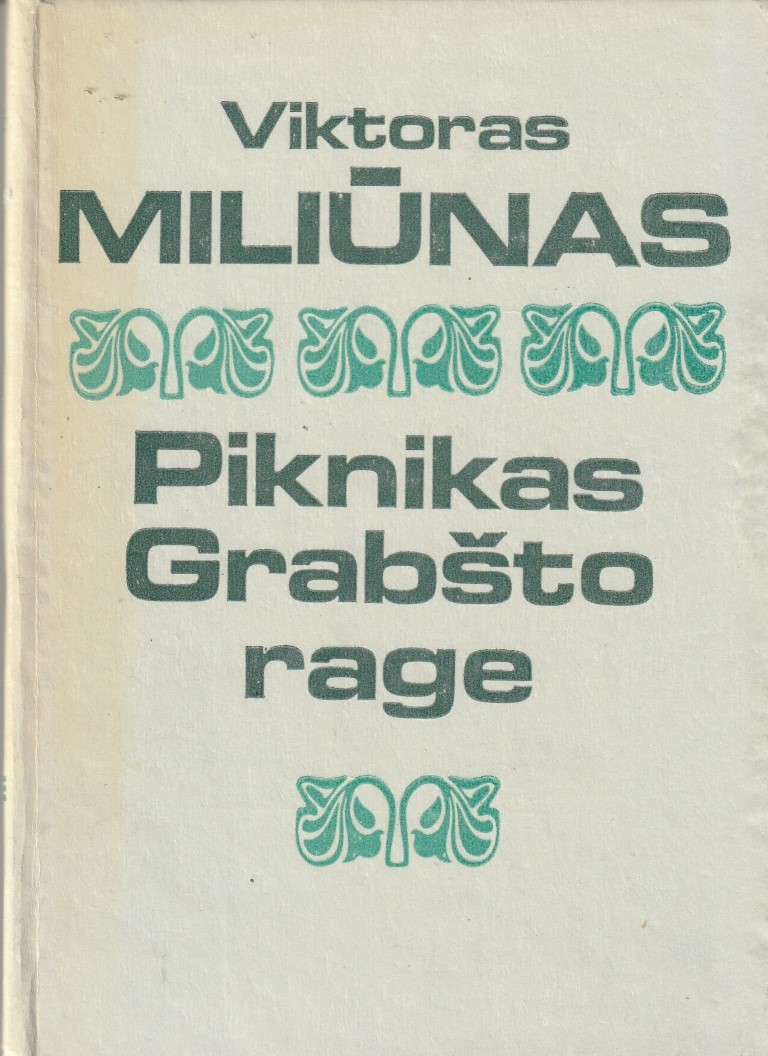 Viktoras
MILIŪNAS
Piknikas
Grabšto
rage